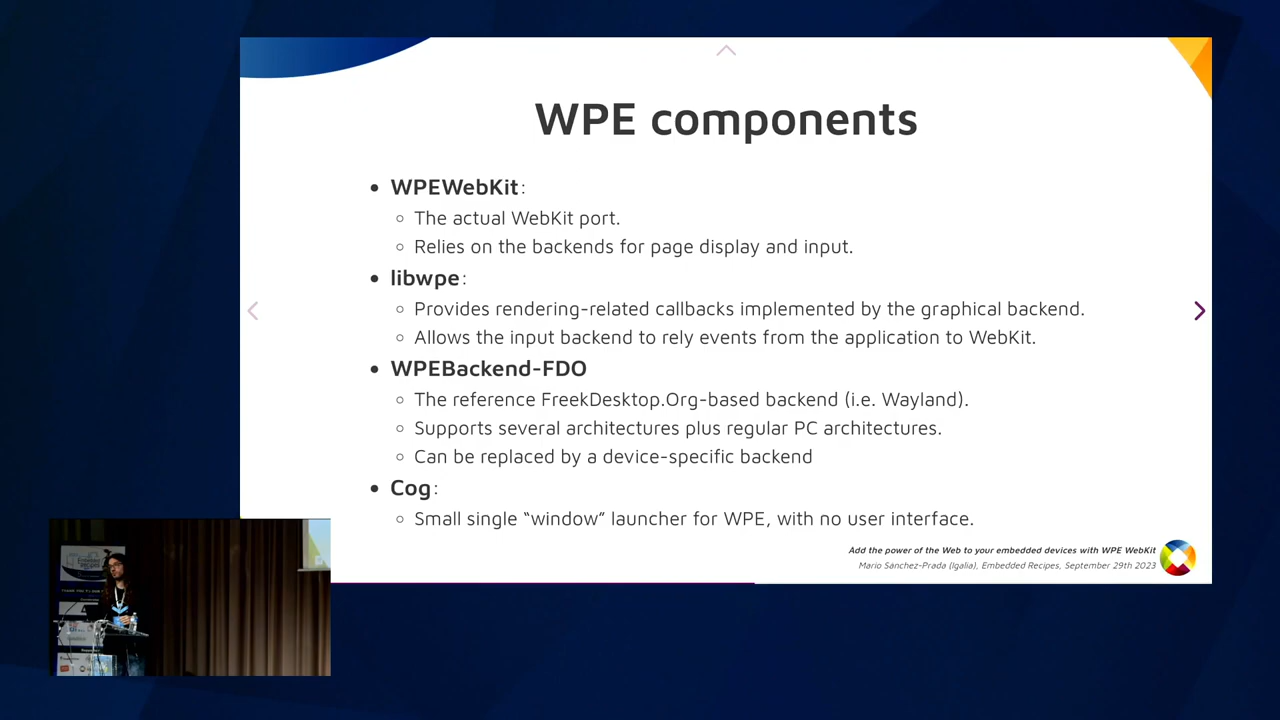 WPE components
• WPEWebKit:
◦ The actual WebKit port.
◦ Relies on the backends for page display and input.
• libwpe:
◦ Provides rendering-related callbacks implemented by the graphical backend.
◦ Allows the input backend to rely events from the application to WebKit.
• WPEBackend-FDO
◦ The reference FreekDesktop.Org-based backend (i.e. Wayland).
◦ Supports several architectures plus regular PC architectures.
◦ Can be replaced by a device-specific backend
• Cog:
◦ Small single “window” launcher for WPE, with no user interface.
Add the power of the Web to your embedded devices with WPE WebKit
Mario Sánchez-Prada (Igalia), Embedded Recipes, September 29th 2023